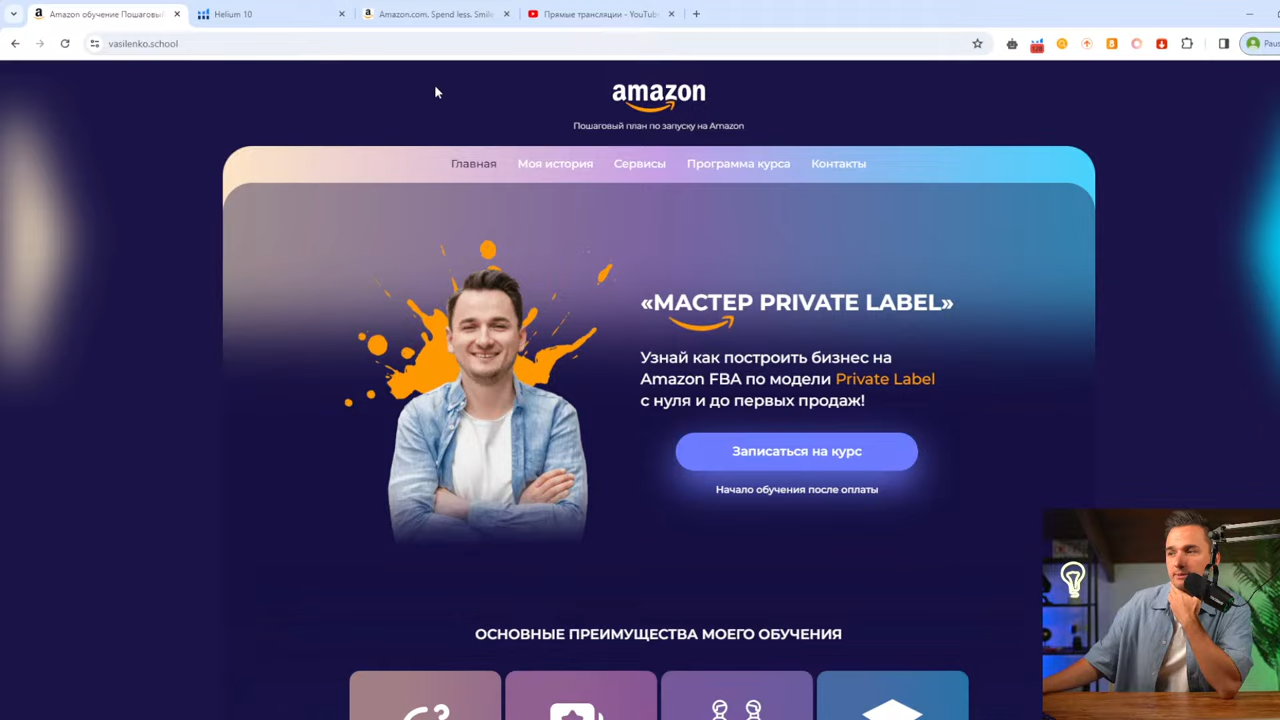 Amazon обучение Пошаговый
Helium 10
Amazon.com. Spend less. Smile
Прямые трансляции - YouTub
vasilenko.school
Paus
amazon
Пошаговый план по запуску на Amazon
Главная
Моя история
Сервисы
Программа курса
Контакты
«МАСТЕР PRIVATE LABEL»
Узнай как построить бизнес на
Amazon FBA по модели Private Label
с нуля и до первых продаж!
Записаться на курс
Начало обучения после оплаты
ОСНОВНЫЕ ПРЕИМУЩЕСТВА МОЕГО ОБУЧЕНИЯ